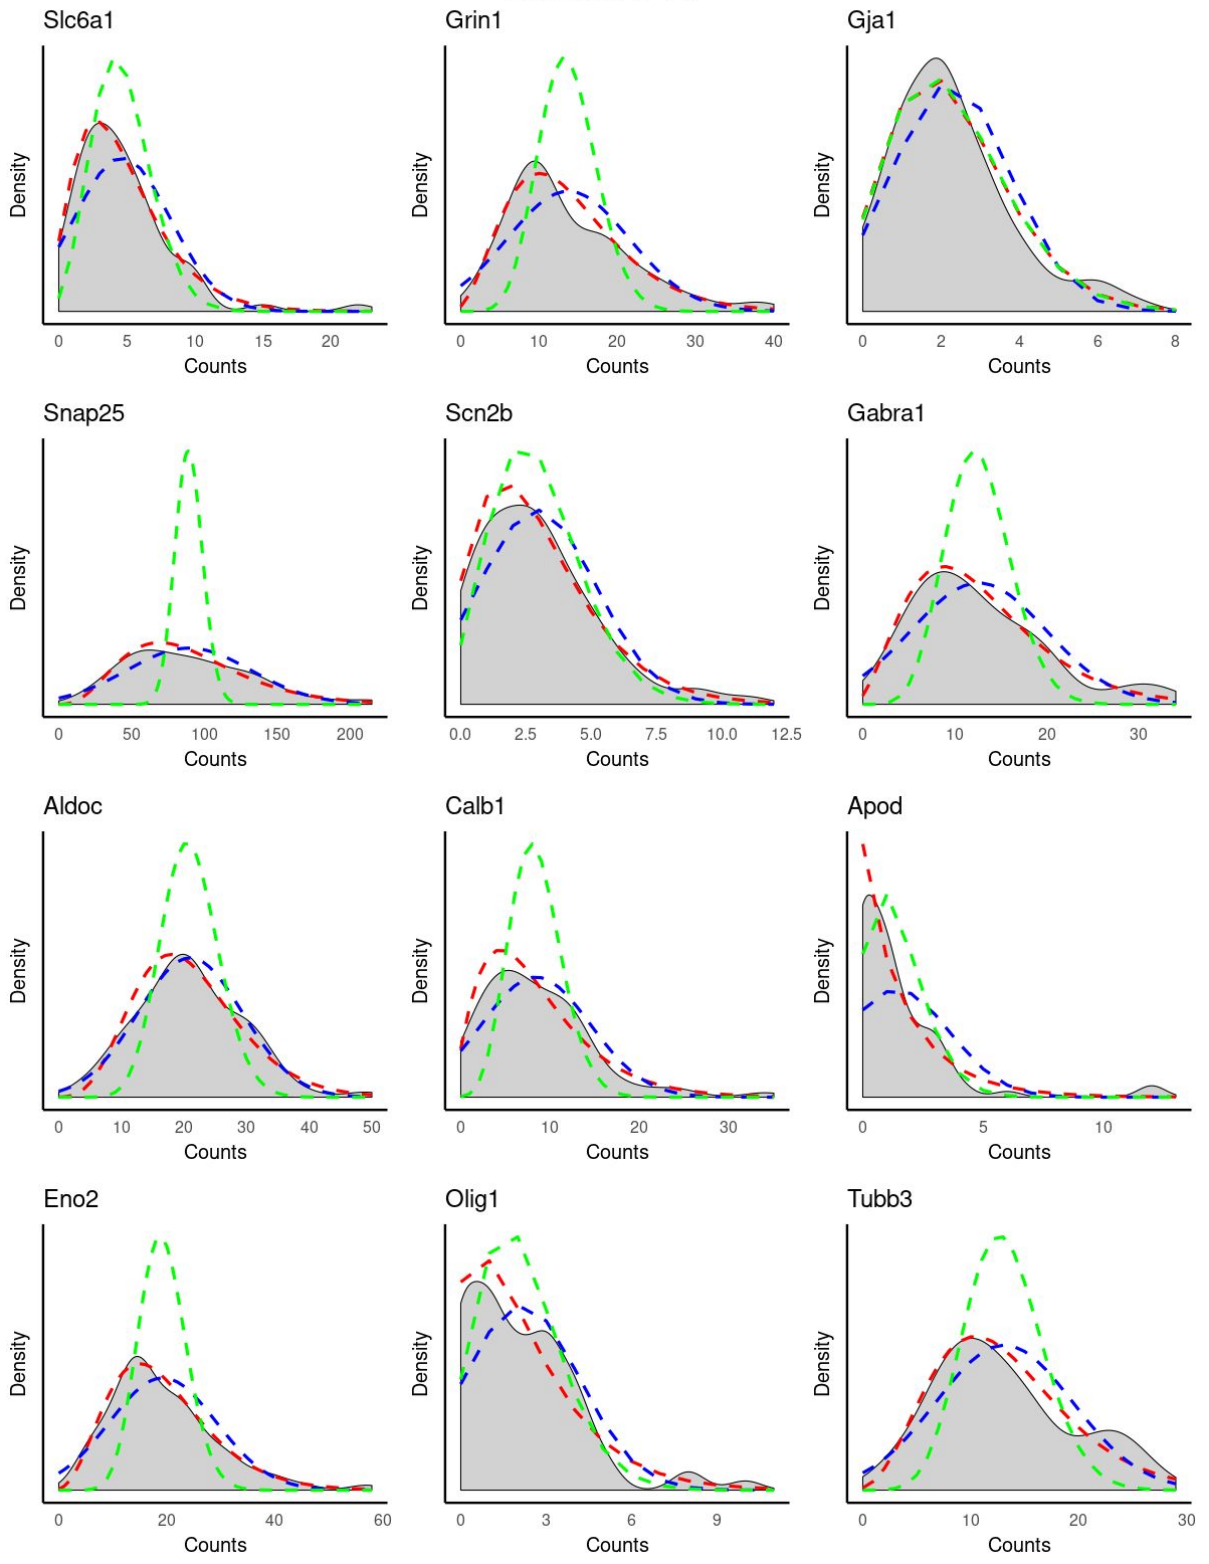 Slc6a1 Grin1 Gja1
Density Density Density
0 5 10 15 20 0 10 20 30 40 0 2 4 6 8
Counts Counts Counts
Snap25 Scn2b Gabra1
Density Density Density
0 50 100 150 200 0.0 2.5 5.0 7.5 10.0 12.5 0 10 20 30
Counts Counts Counts
Aldoc Calb1 Apod
Density Density Density
0 10 20 30 40 50 0 10 20 30 0 5 10
Counts Counts Counts
Eno2 Olig1 Tubb3
Density Density Density
0 20 40 60 0 3 6 9 0 10 20 30
Counts Counts Counts